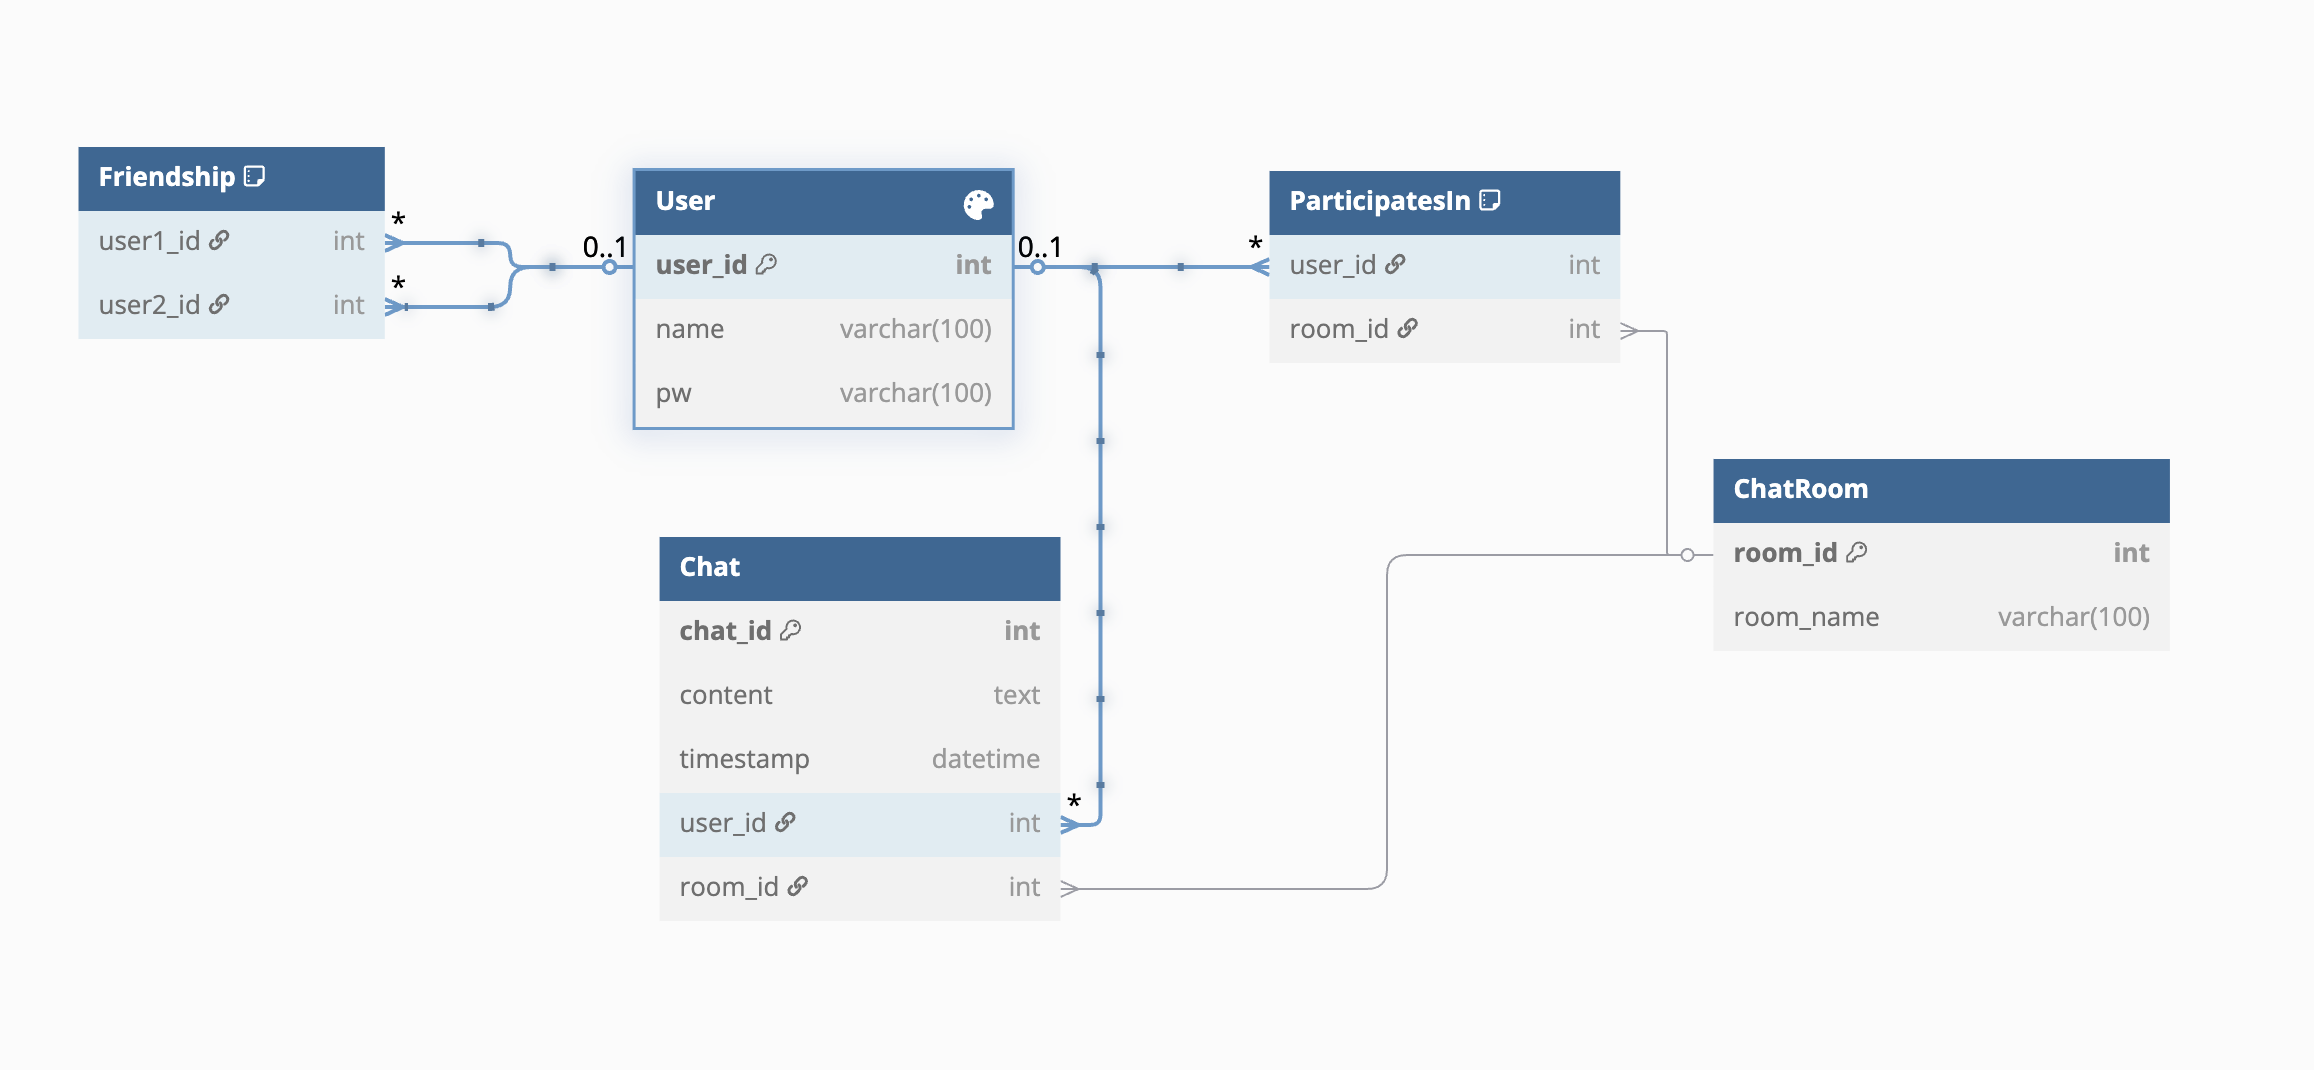 Friendship
user1_id int
user2_id int
*
*
0..1
User
user_id int
name varchar(100)
pw varchar(100)
0..1
*
ParticipatesIn
user_id int
room_id int
Chat
chat_id int
content text
timestamp datetime
user_id int
room_id int
*
ChatRoom
room_id int
room_name varchar(100)